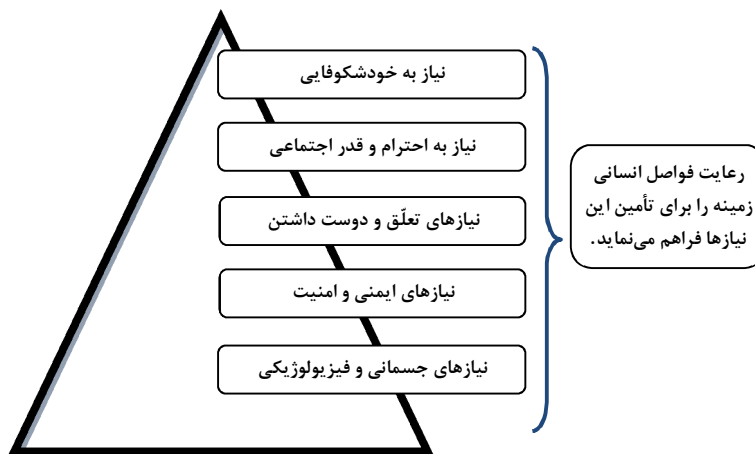 نیاز به خودشکوفایی
نیاز به احترام و قدر اجتماعی
نیازهای تعلّق و دوست داشتن
نیازهای ایمنی و امنیت
نیازهای جسمانی و فیزیولوژیکی
رعایت فواصل انسانی
زمینه را برای تأمین این
نیازها فراهم می‌نماید.